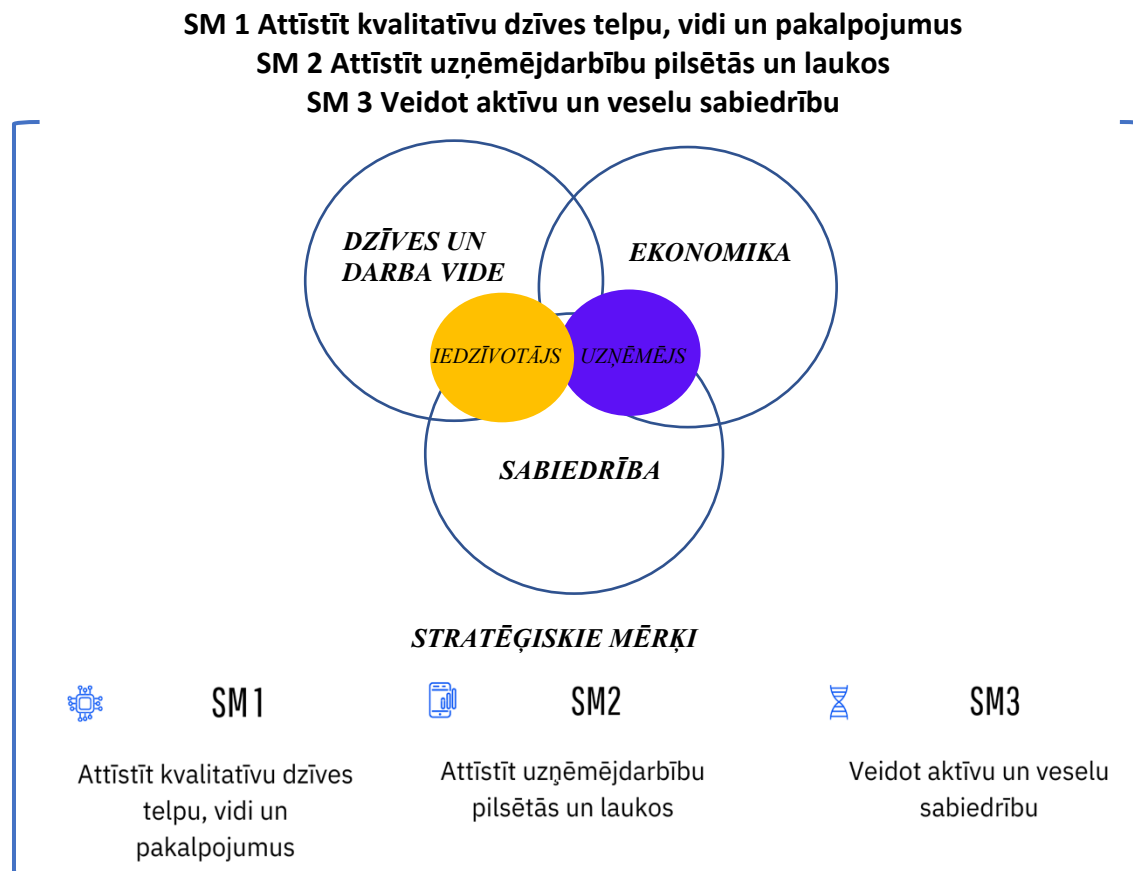 SM 1 Attīstīt kvalitatīvu dzīves telpu, vidi un pakalpojumus
SM 2 Attīstīt uzņēmējdarbību pilsētās un laukos
SM 3 Veidot aktīvu un veselu sabiedrību
DZĪVES UN
DARBA VIDE
EKONOMIKA
IEDZĪVOTĀJS
UZŅĒMĒJS
SABIEDRĪBA
STRATĒĢISKIE MĒRĶI
SM 1
Attīstīt kvalitatīvu dzīves
telpu, vidi un
pakalpojumus
SM2
Attīstīt uzņēmējdarbību
pilsētās un laukos
SM3
Veidot aktīvu un veselu
sabiedrību